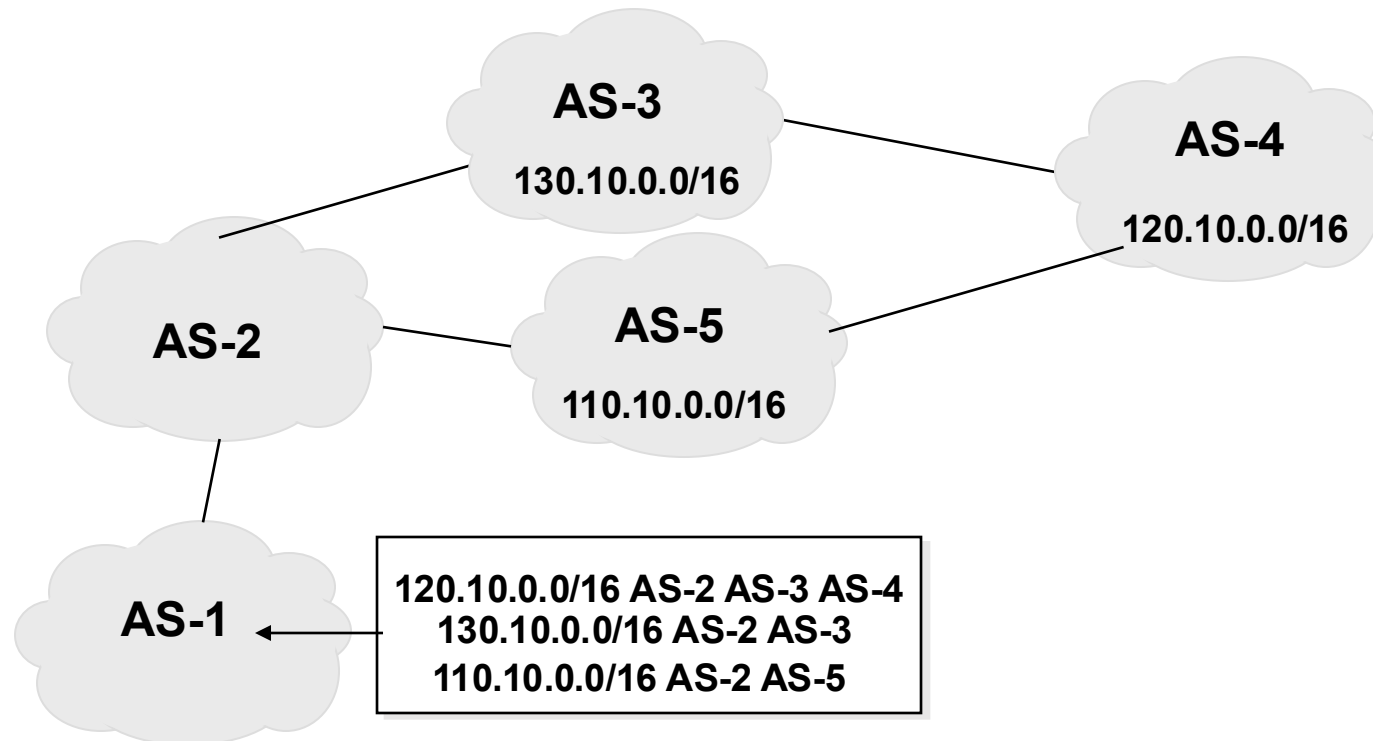 AS-3
130.10.0.0/16
AS-4
120.10.0.0/16
AS-2
AS-5
110.10.0.0/16
AS-1
120.10.0.0/16 AS-2 AS-3 AS-4
130.10.0.0/16 AS-2 AS-3
110.10.0.0/16 AS-2 AS-5